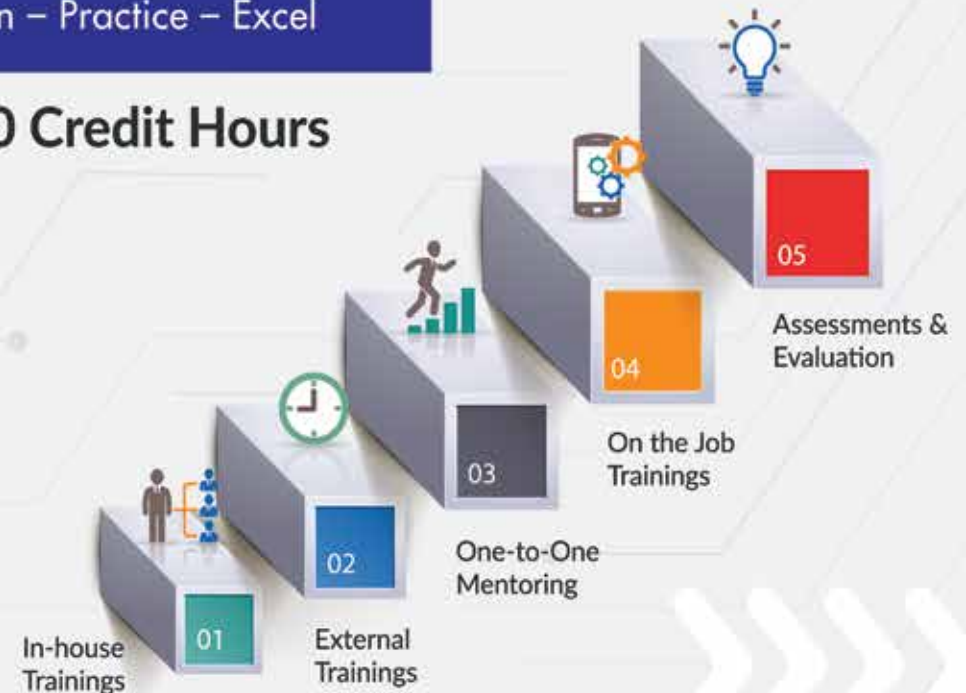 – Practice – Excel
Credit Hours
05
Assessments &
Evaluation
04
On the Job
Trainings
03
One-to-One
Mentoring
02
External
Trainings
01
In-house
Trainings